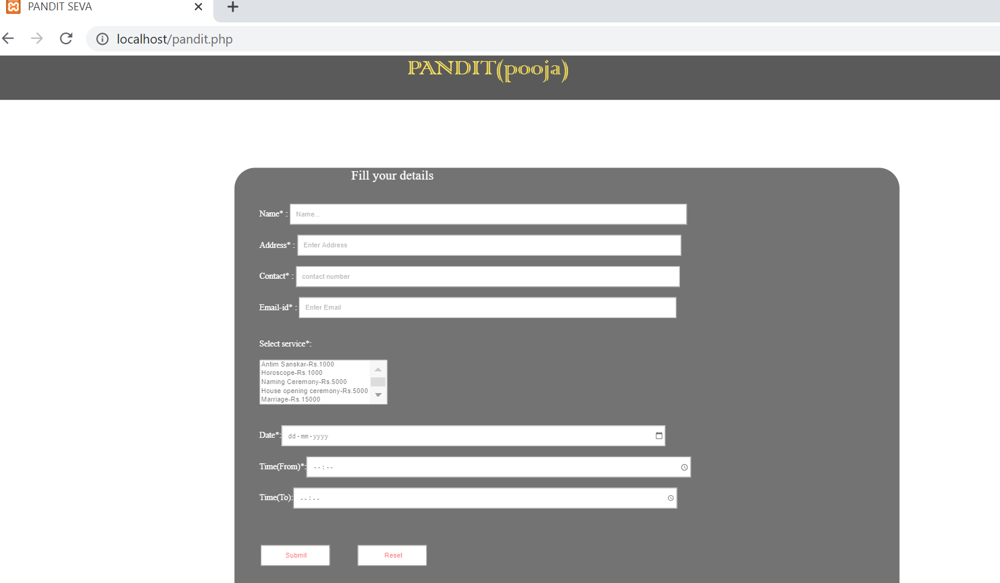 PANDIT SEVA
localhost/pandit.php
PANDIT(pooja)
Fill your details
Name* : Name...
Address* : Enter Address
Contact* : contact number
Email-id* : Enter Email
Select service*:
Antim Sanskar-Rs.1000
Horoscope-Rs.1000
Naming Ceremony-Rs.5000
House opening ceremony-Rs.5000
Marriage-Rs.15000
Date*: dd-mm-yyyy
Time(From)*: --:--
Time(To): --:--
Submit Reset